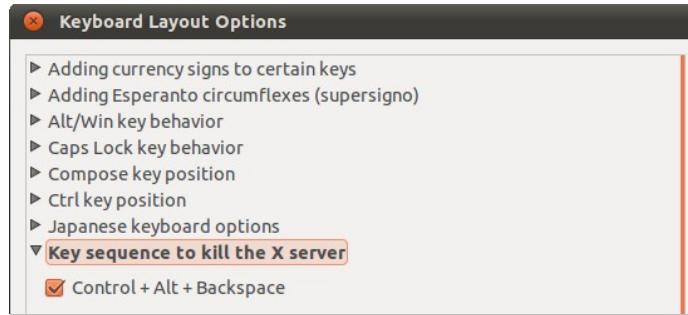 Keyboard Layout Options
Adding currency signs to certain keys
Adding Esperanto circumflexes (supersigno)
Alt/Win key behavior
Caps Lock key behavior
Compose key position
Ctrl key position
Japanese keyboard options
Key sequence to kill the X server
Control + Alt + Backspace